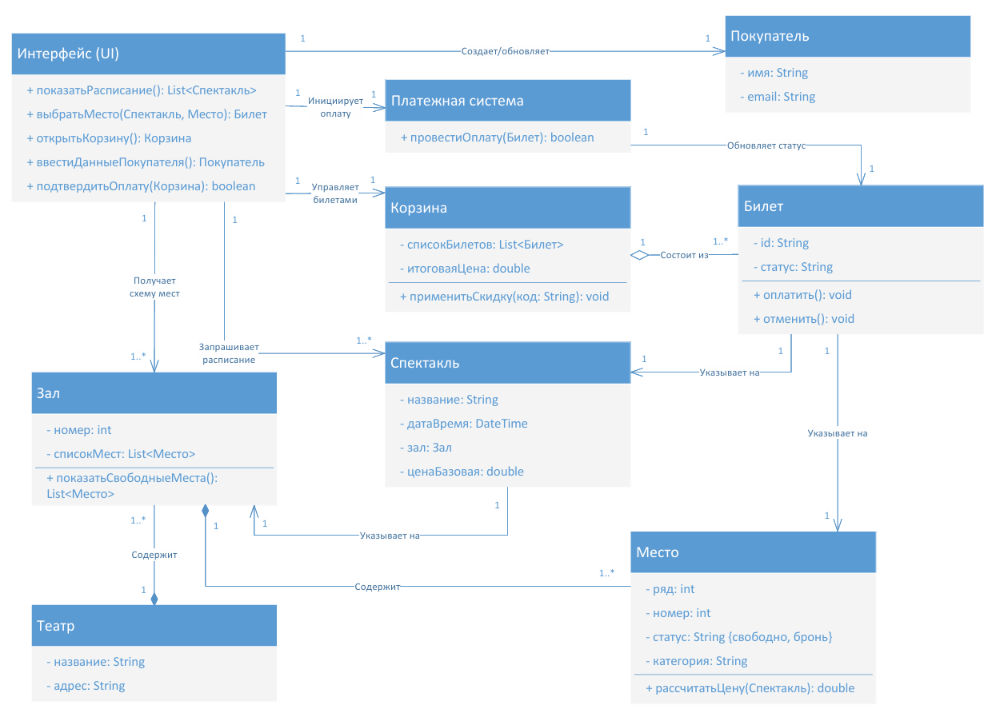 Интерфейс (UI)
+ показатьРасписание(): List<Спектакль>
+ выбратьМесто(Спектакль, Место): Билет
+ открытьКорзину(): Корзина
+ ввестиДанныеПокупателя(): Покупатель
+ подтвердитьОплату(Корзина): boolean
1
Создает/обновляет
1
Покупатель
- имя: String
- email: String
1
Инициирует
оплату
1
Платежная система
+ провестиОплату(Билет): boolean
1
Обновляет статус
1
1
Управляет
билетами
1
Корзина
- списокБилетов: List<Билет>
- итоговаяЦена: double
+ применитьСкидку(код: String): void
1
Состоит из
1..*
Билет
- id: String
- статус: String
+ оплатить(): void
+ отменить(): void
1
Получает
схему мест
1..*
1
Запрашивает
расписание
1..*
Спектакль
- название: String
- датаВремя: DateTime
- зал: Зал
- ценаБазовая: double
1
Указывает на
1
1
Указывает на
1
Зал
- номер: int
- списокМест: List<Место>
+ показатьСвободныеМеста():
List<Место>
1
Указывает на
1
1..*
Содержит
1
1
Содержит
1..*
Театр
- название: String
- адрес: String
Место
- ряд: int
- номер: int
- статус: String {свободно, бронь}
- категория: String
+ рассчитатьЦену(Спектакль): double